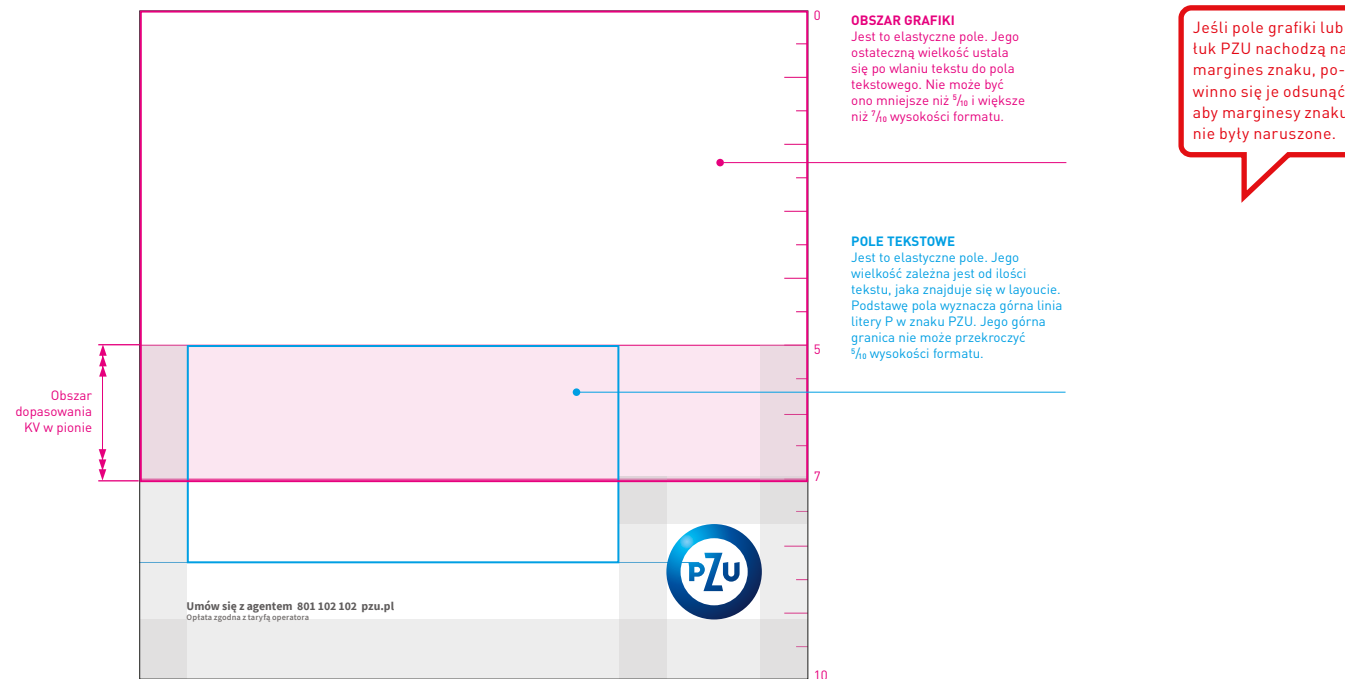 0
OBSZAR GRAFIKI
Jest to elastyczne pole. Jego
ostateczną wielkość ustala
się po wlaniu tekstu do pola
tekstowego. Nie może być
ono mniejsze niż 5/10 i większe
niż 7/10 wysokości formatu.
Jeśli pole grafiki lub
łuk PZU nachodzą na
margines znaku, po-
winno się je odsunąć
aby marginesy znaku
nie były naruszone.
POLE TEKSTOWE
Jest to elastyczne pole. Jego
wielkość zależna jest od ilości
tekstu, jaka znajduje się w layoucie.
Podstawę pola wyznacza górna linia
litery P w znaku PZU. Jego górna
granica nie może przekroczyć
5/10 wysokości formatu.
5
Obszar
dopasowania
KV w pionie
7
PZU
Umów się z agentem 801 102 102 pzu.pl
Opłata zgodna z taryfą operatora
10